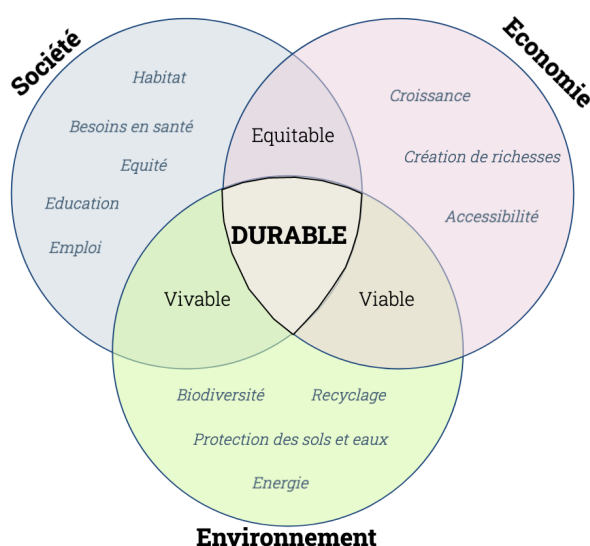 Société
Economie
Habitat
Croissance
Besoins en santé
Equitable
Equité
Création de richesses
Education
Accessibilité
DURABLE
Emploi
Vivable
Viable
Biodiversité
Recyclage
Protection des sols et eaux
Energie
Environnement